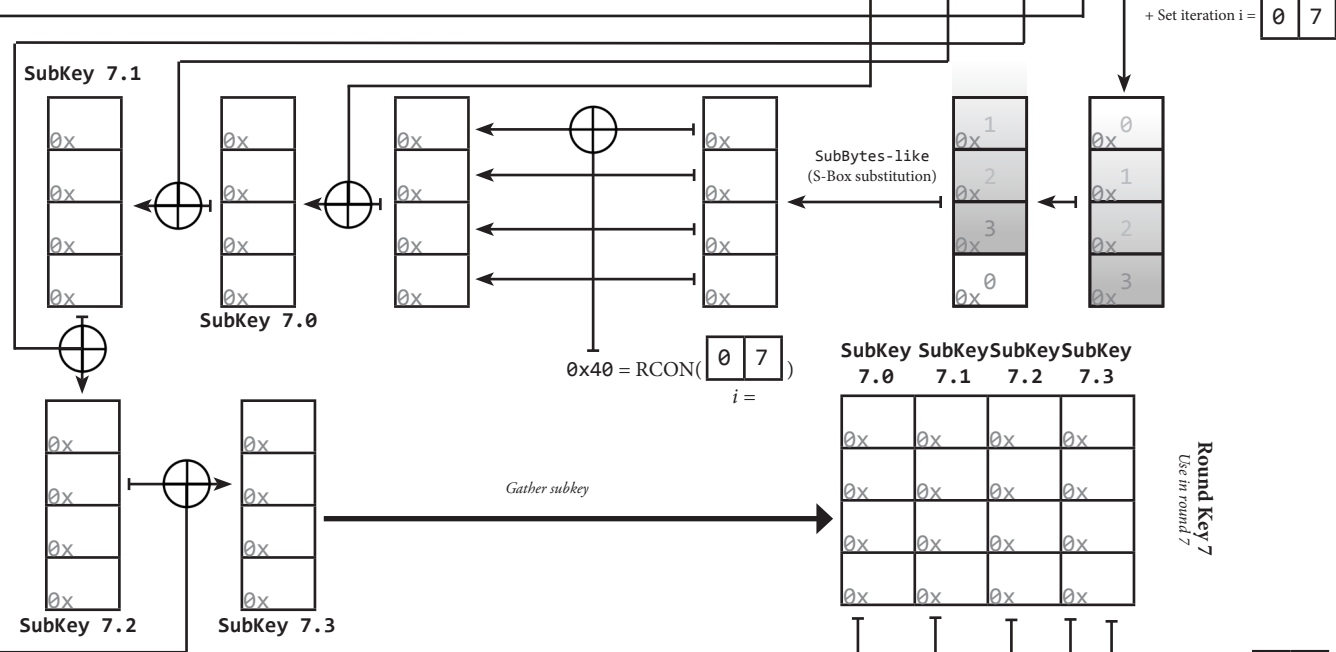 + Set iteration i = 0 7
SubKey 7.1
0x 0x 0x 0x 0x 1 0x 0
0x 0x 0x 0x 0x 2 0x 1
0x 0x 0x 0x 0x 3 0x 2
0x 0x 0x 0x 0x 0 0x 3
SubBytes-like
(S-Box substitution)
SubKey 7.0
0x40 = RCON( 0 7 )
i =
SubKey SubKey SubKey SubKey
7.0 7.1 7.2 7.3
0x 0x 0x 0x 0x 0x
0x 0x 0x 0x 0x 0x
0x 0x 0x 0x 0x 0x
0x 0x 0x 0x 0x 0x
Gather subkey
Round Key 7
Use in round 7
SubKey 7.2
SubKey 7.3